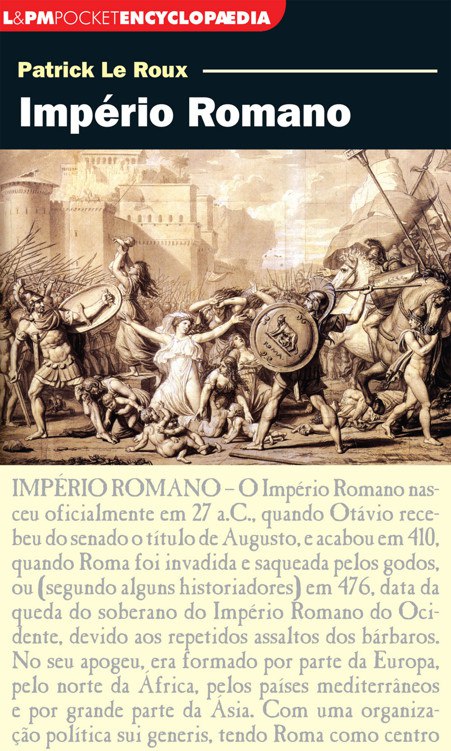 L&PMPOCKETENCYCLOPÆDIA
Patrick Le Roux
Império Romano
IMPÉRIO ROMANO – O Império Romano nas-
ceu oficialmente em 27 a.C., quando Otávio rece-
beu do senado o título de Augusto, e acabou em 410,
quando Roma foi invadida e saqueada pelos godos,
ou (segundo alguns historiadores) em 476, data da
queda do soberano do Império Romano do Oci-
dente, devido aos repetidos assaltos dos bárbaros.
No seu apogeu, era formado por parte da Europa,
pelo norte da África, pelos países mediterrâneos
e por grande parte da Ásia. Com uma organiza-
ção política sui generis, tendo Roma como centro